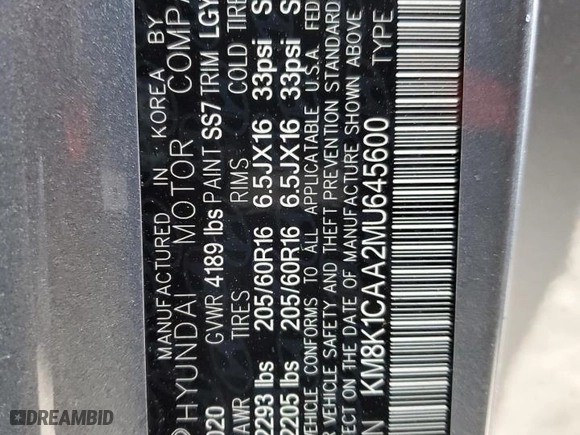 MANUFACTURED IN KOREA BY
HYUNDAI MOTOR COMPA
020 GVWR 4189 lbs PAINT SS7 TRIM LGY
AWR TIRES RIMS COLD TIRE
2293 lbs 205/60R16 6.5JX16 33psi S
2205 lbs 205/60R16 6.5JX16 33psi S
VEHICLE CONFORMS TO ALL APPLICATABLE U.S.A. FED
R VEHICLE SAFETY AND THEFT PREVENTION STANDARD
ECT ON THE DATE OF MANUFACTURE SHOWN ABOVE
N KM8K1CAA2MU645600 TYPE
DREAMBID